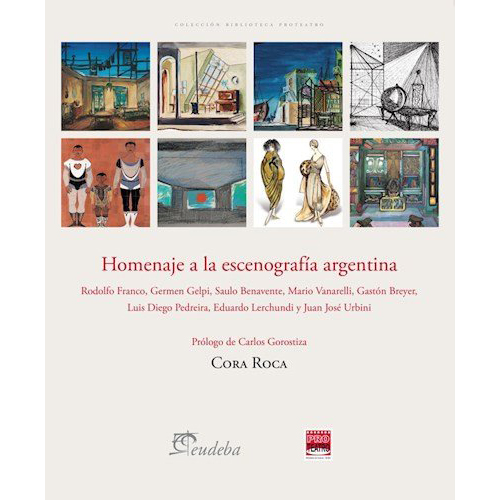 COLECCIÓN BIBLIOTECA PROTEATRO
Homenaje a la escenografía argentina
Rodolfo Franco, Germen Gelpi, Saulo Benavente, Mario Vanarelli, Gastón Breyer,
Luis Diego Pedreira, Eduardo Lerchundi y Juan José Urbini
Prólogo de Carlos Gorostiza
CORA ROCA
eudeba
PRO
TEATRO